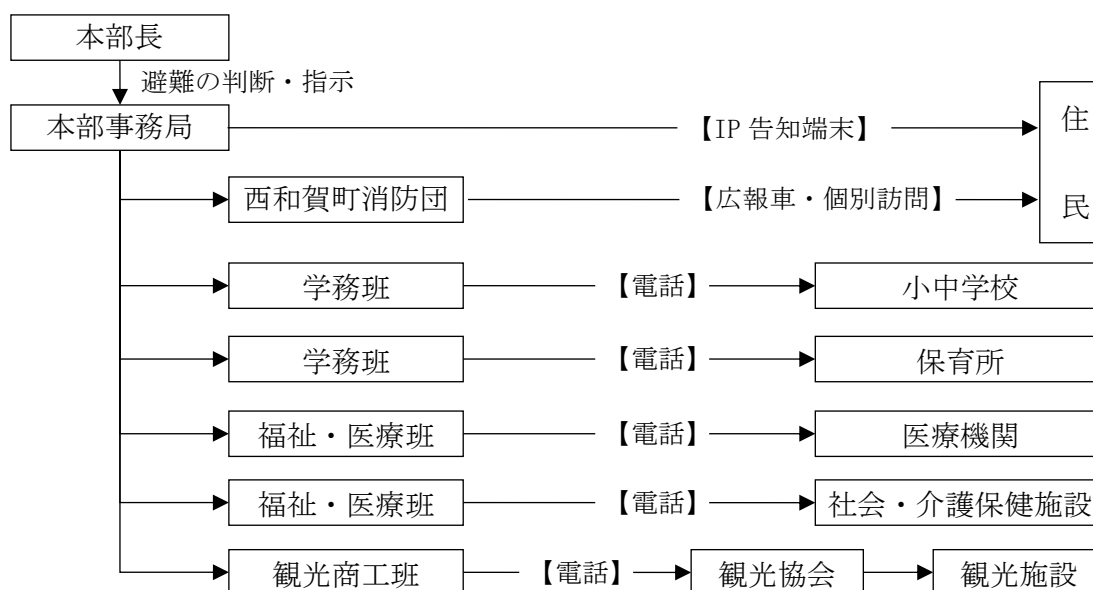 本部長
避難の判断・指示
本部事務局 【IP 告知端末】 住民
西和賀町消防団 【広報車・個別訪問】
学務班 【電話】 小中学校
学務班 【電話】 保育所
福祉・医療班 【電話】 医療機関
福祉・医療班 【電話】 社会・介護保健施設
観光商工班 【電話】 観光協会 観光施設